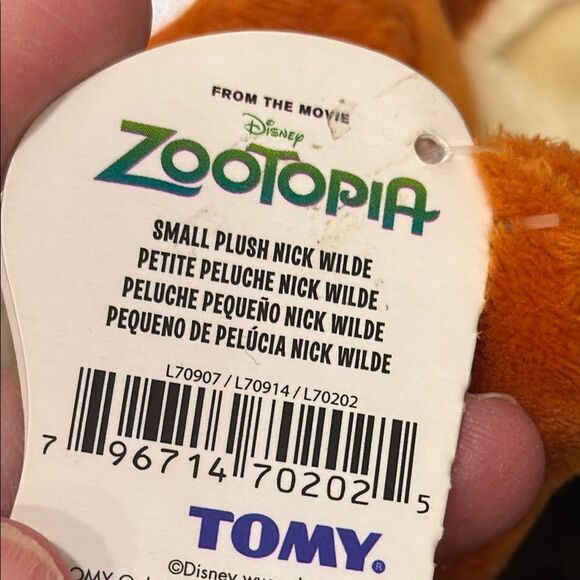 FROM THE MOVIE
Disney
ZOOTOPIA
SMALL PLUSH NICK WILDE
PETITE PELUCHE NICK WILDE
PELUCHE PEQUEÑO NICK WILDE
PEQUENO DE PELÚCIA NICK WILDE
L70907 / L70914 / L70202
7 96714 70202 5
TOMY®
©Disney